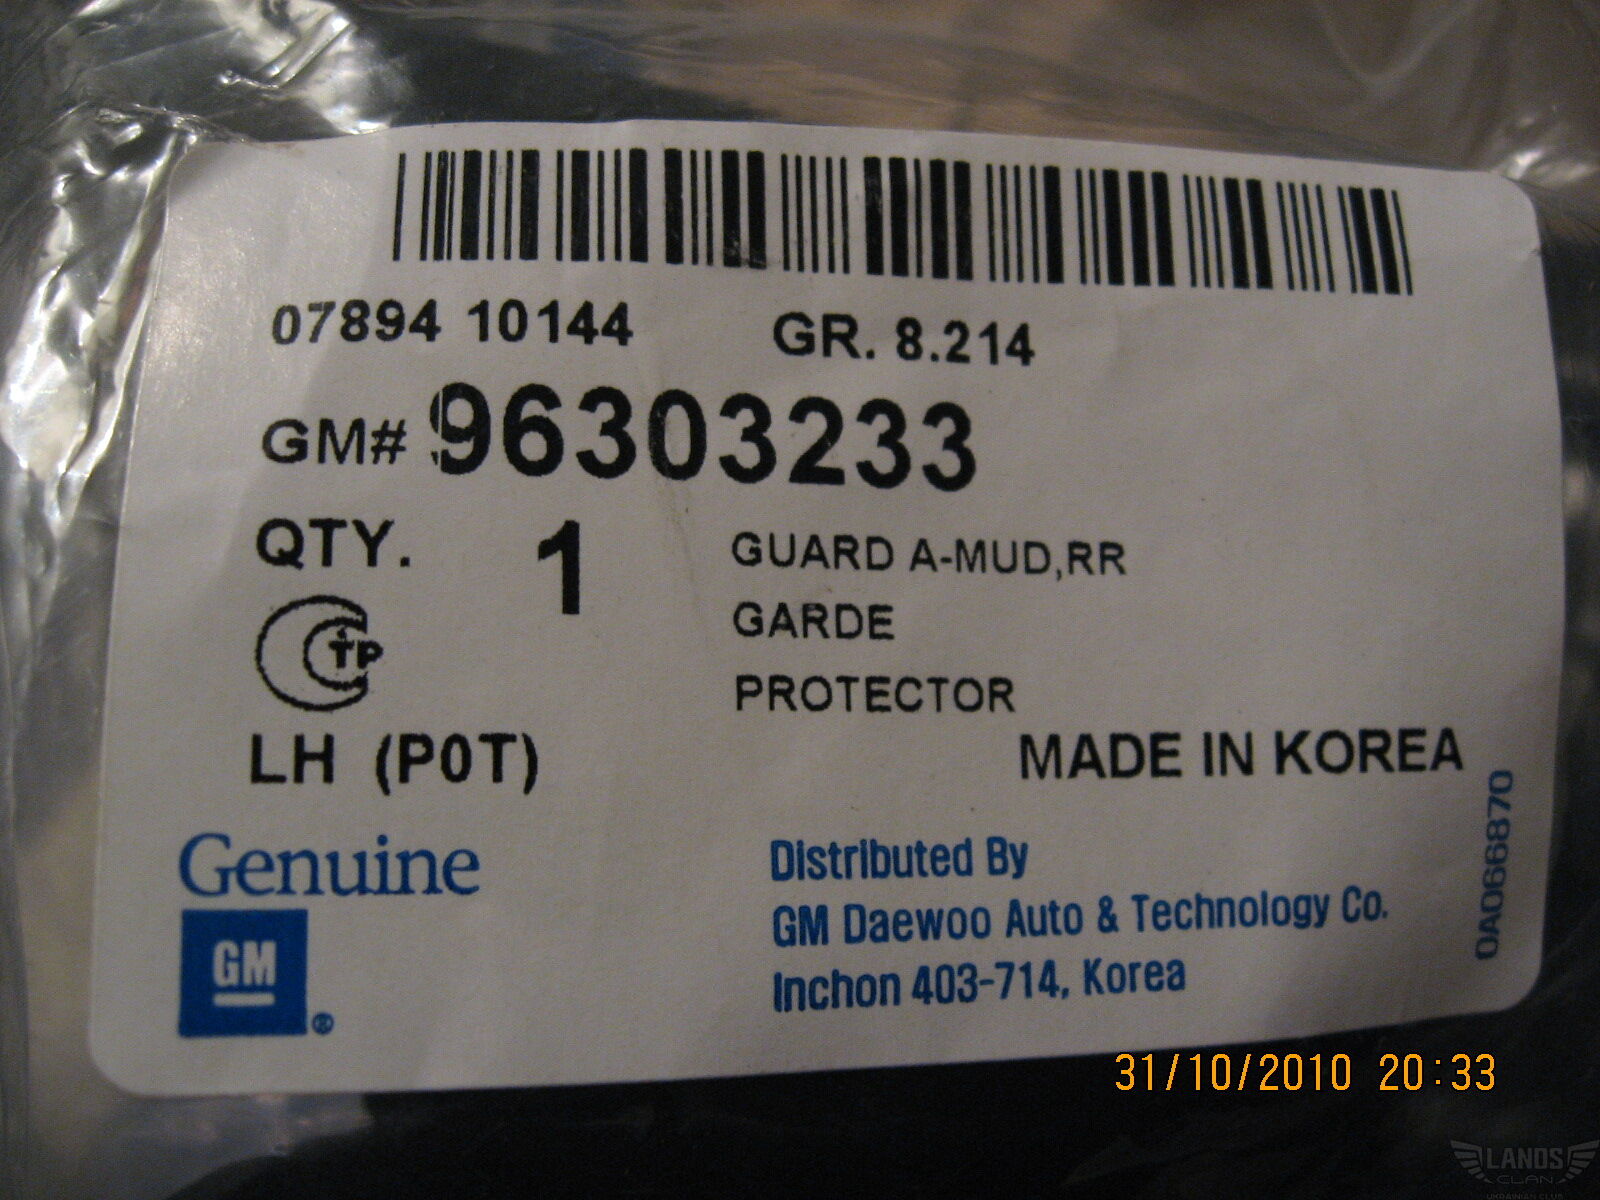 07894 10144 GR. 8.214
GM# 96303233
QTY. 1 GUARD A-MUD,RR
GARDE
PROTECTOR
LH (P0T)
MADE IN KOREA
Genuine
GM
®
Distributed By
GM Daewoo Auto & Technology Co.
Inchon 403-714, Korea
0A066870
31/10/2010 20:33
LANOS
CLAN